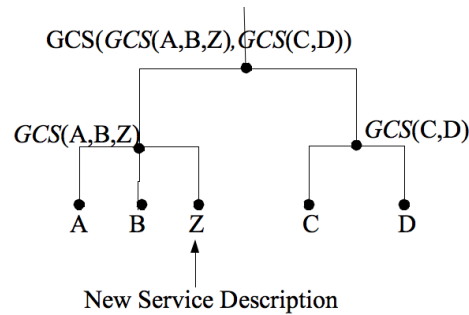 GCS(GCS(A,B,Z),GCS(C,D))
GCS(A,B,Z)
GCS(C,D)
A B Z C D
New Service Description